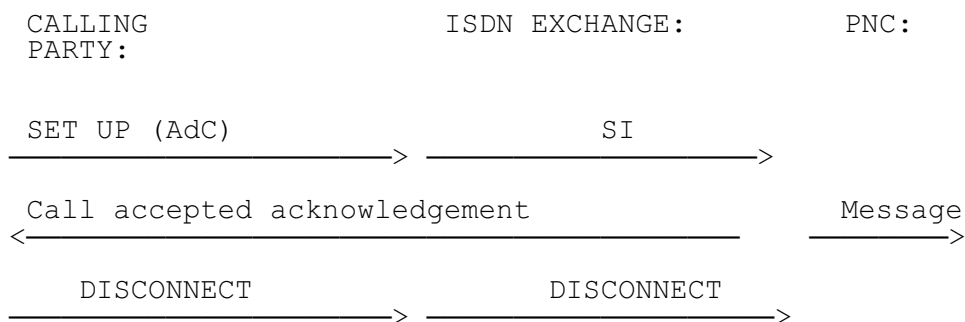 CALLING ISDN EXCHANGE: PNC:
PARTY:
SET UP (AdC) SI
Call accepted acknowledgement Message
DISCONNECT DISCONNECT